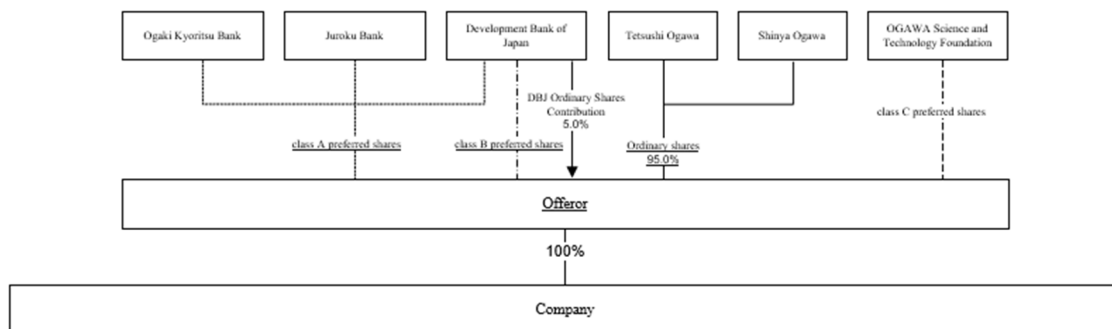 Ogaki Kyoritsu Bank
Juroku Bank
Development Bank of
Japan
Tetsushi Ogawa
Shinya Ogawa
OGAWA Science and
Technology Foundation
DBJ Ordinary Shares
Contribution
5.0%
class C preferred shares
class A preferred shares
class B preferred shares
Ordinary shares
95.0%
Offeror
100%
Company